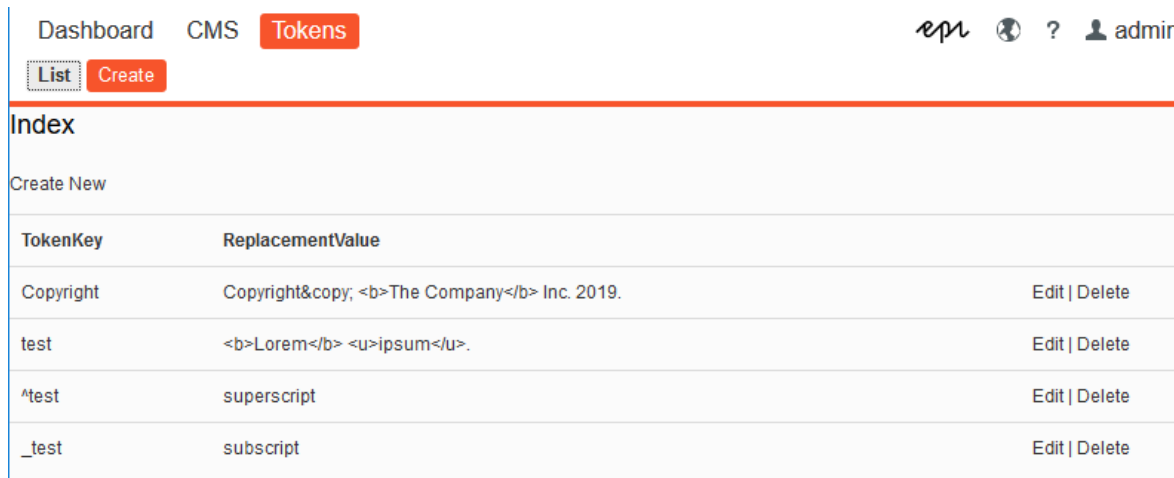 Dashboard CMS Tokens epi ? admin
List Create
Index
Create New
TokenKey ReplacementValue
Copyright Copyright&copy; <b>The Company</b> Inc. 2019. Edit | Delete
test <b>Lorem</b> <u>ipsum</u>. Edit | Delete
^test superscript Edit | Delete
_test subscript Edit | Delete